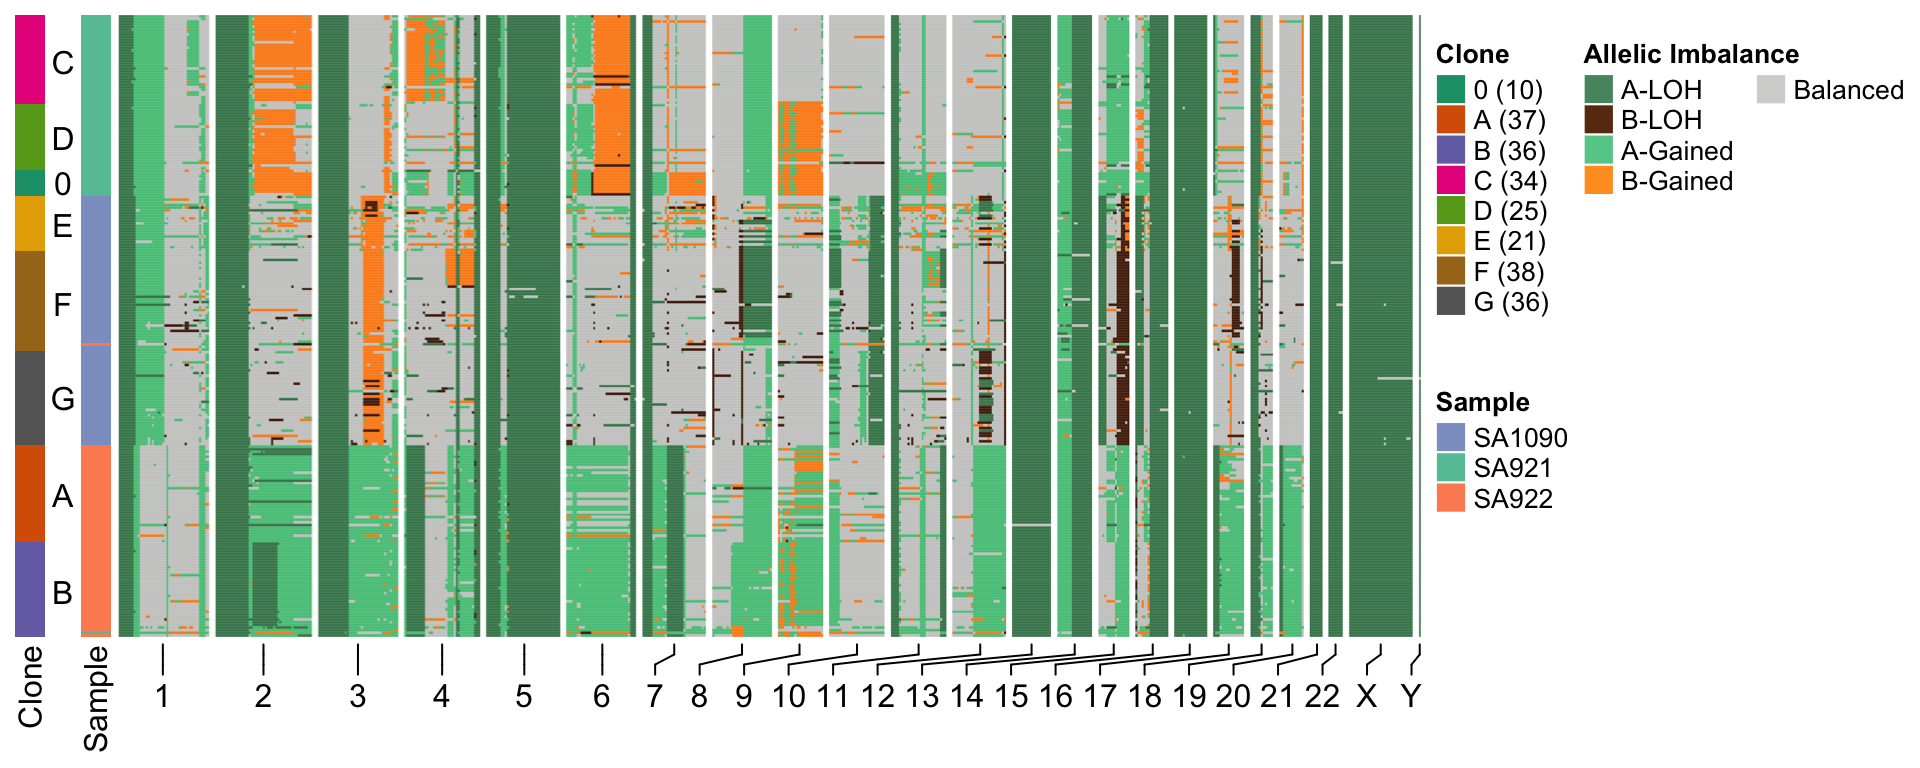 C
D
0
E
F
G
A
B
Clone
Sample
1 2 3 4 5 6 7 8 9 10 11 12 13 14 15 16 17 18 19 20 21 22 X Y
Clone
0 (10)
A (37)
B (36)
C (34)
D (25)
E (21)
F (38)
G (36)
Allelic Imbalance
A-LOH
B-LOH
A-Gained
B-Gained
Balanced
Sample
SA1090
SA921
SA922